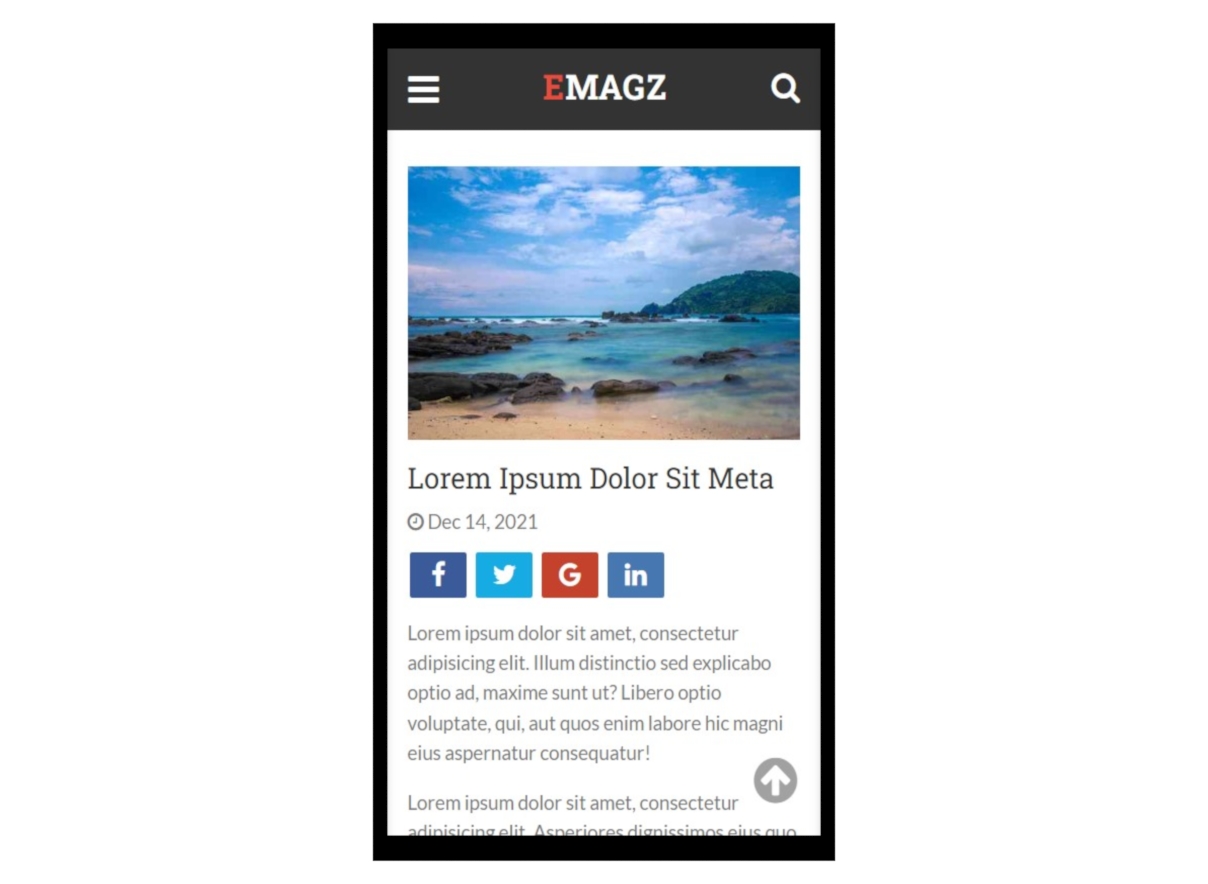 EMAGZ
Lorem Ipsum Dolor Sit Meta
Dec 14, 2021
f G in
Lorem ipsum dolor sit amet, consectetur
adipisicing elit. Illum distinctio sed explicabo
optio ad, maxime sunt ut? Libero optio
voluptate, qui, aut quos enim labore hic magni
eius aspernatur consequatur!
Lorem ipsum dolor sit amet, consectetur
adipisicing elit. Asperiores dignissimos eius quo